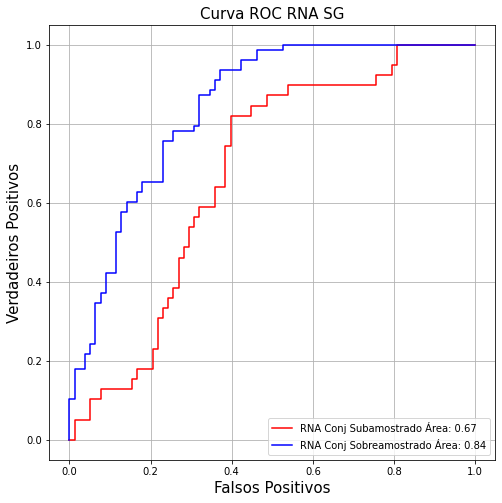 Curva ROC RNA SG
1.0
0.8
0.6
0.4
0.2
0.0
Verdadeiros Positivos
0.0 0.2 0.4 0.6 0.8 1.0
Falsos Positivos
RNA Conj Subamostrado Área: 0.67
RNA Conj Sobreamostrado Área: 0.84